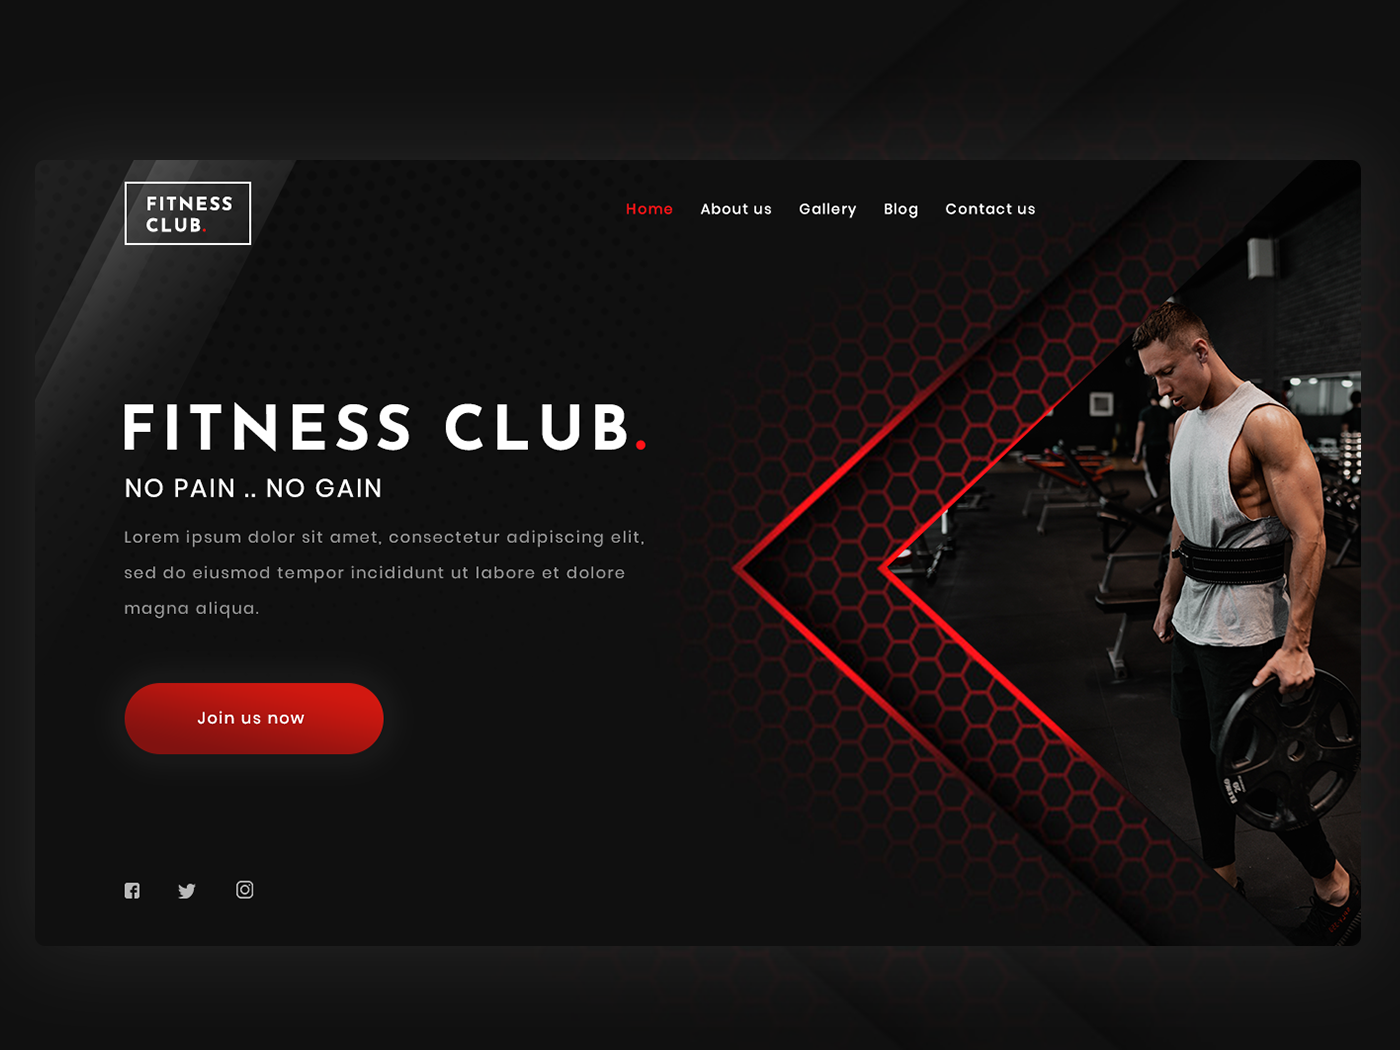 FITNESS
CLUB.
Home About us Gallery Blog Contact us
FITNESS CLUB.
NO PAIN .. NO GAIN
Lorem ipsum dolor sit amet, consectetur adipiscing elit,
sed do eiusmod tempor incididunt ut labore et dolore
magna aliqua.
Join us now
20